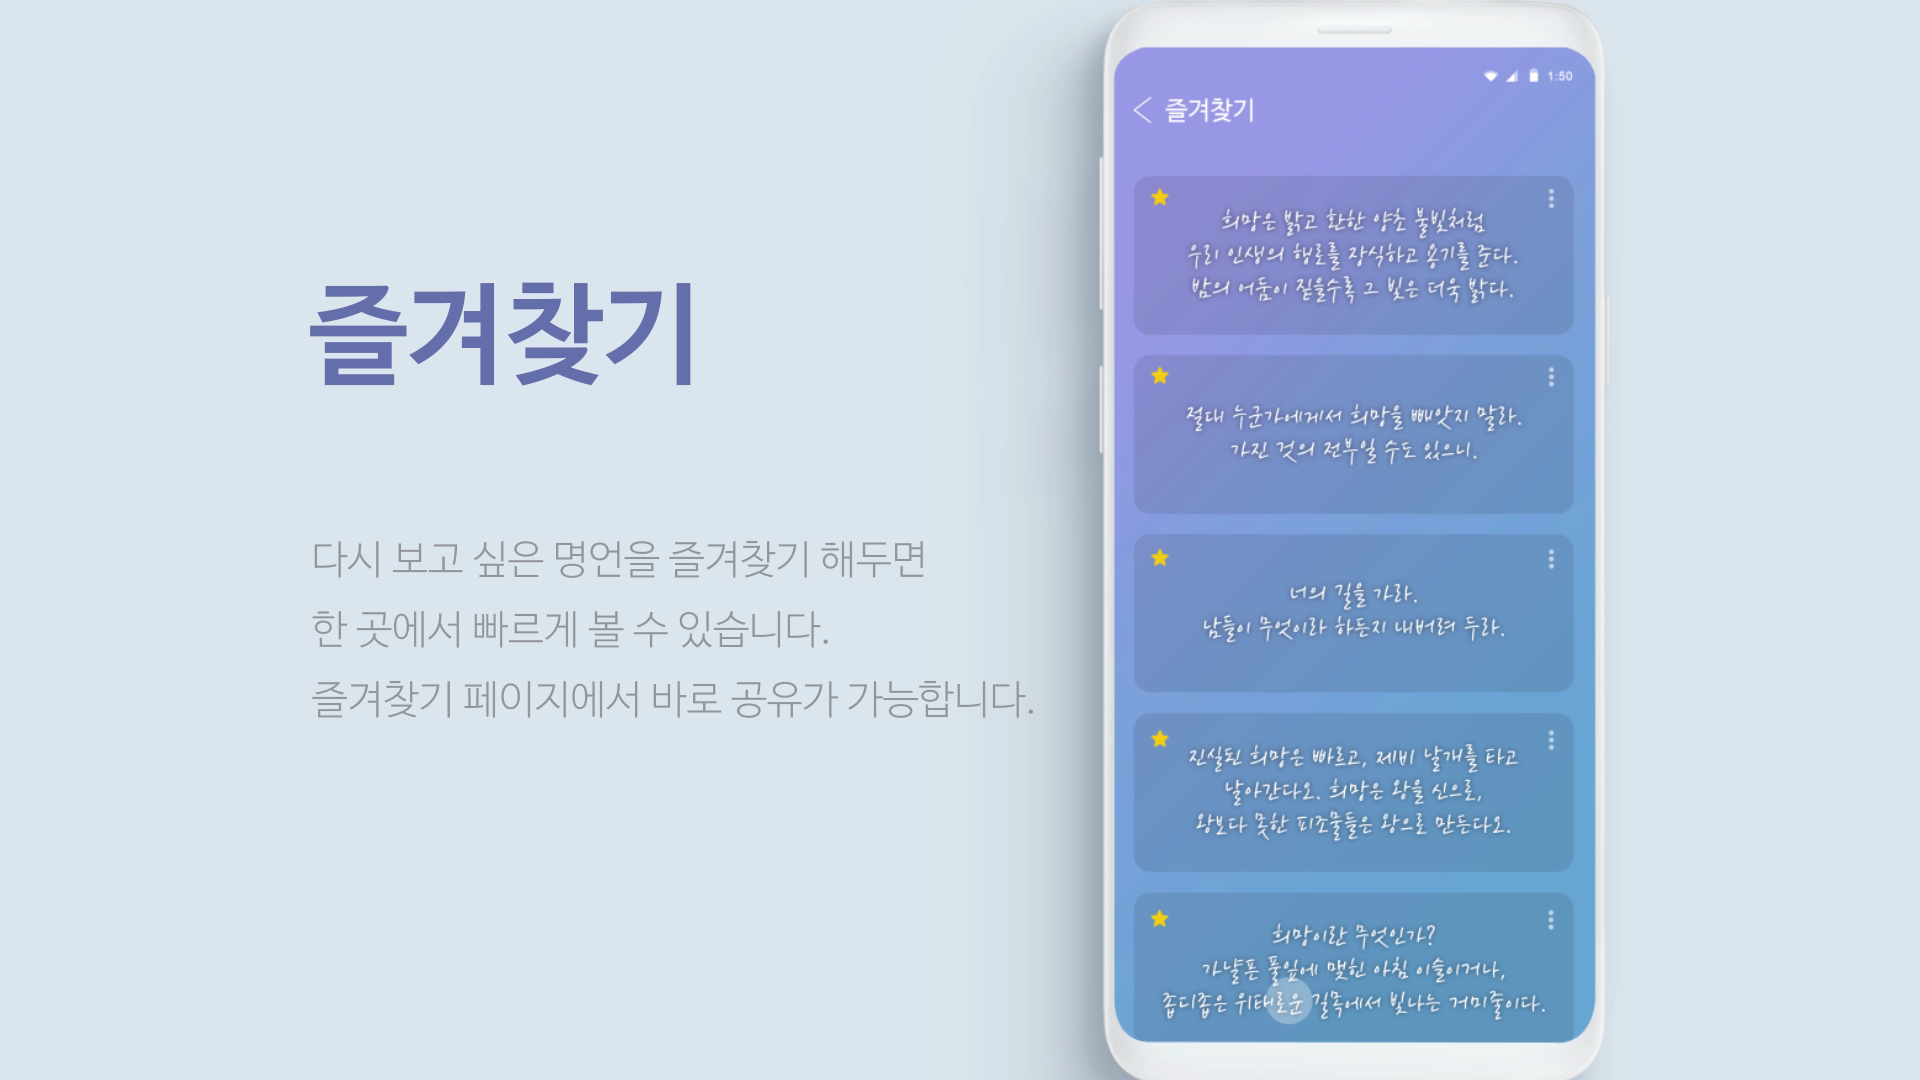 즐겨찾기
다시 보고 싶은 명언을 즐겨찾기 해두면
한 곳에서 빠르게 볼 수 있습니다.
즐겨찾기 페이지에서 바로 공유가 가능합니다.
1:50
즐겨찾기
희망은 밝고 환한 양초 불빛처럼
우리 인생의 행로를 장식하고 용기를 준다.
밤의 어둠이 짙을수록 그 빛은 더욱 밝다.
절대 누군가에게서 희망을 빼앗지 말라.
가진 것의 전부일 수도 있으니.
너의 길을 가라.
남들이 무엇이라 하든지 내버려 두라.
진실된 희망은 빠르고, 제비 날개를 타고
날아간다오. 희망은 왕을 신으로,
왕보다 못한 피조물들은 왕으로 만든다오.
희망이란 무엇인가?
가냘픈 풀잎에 맺힌 아침 이슬이거나,
좁디좁은 위태로운 길목에서 빛나는 거미줄이다.